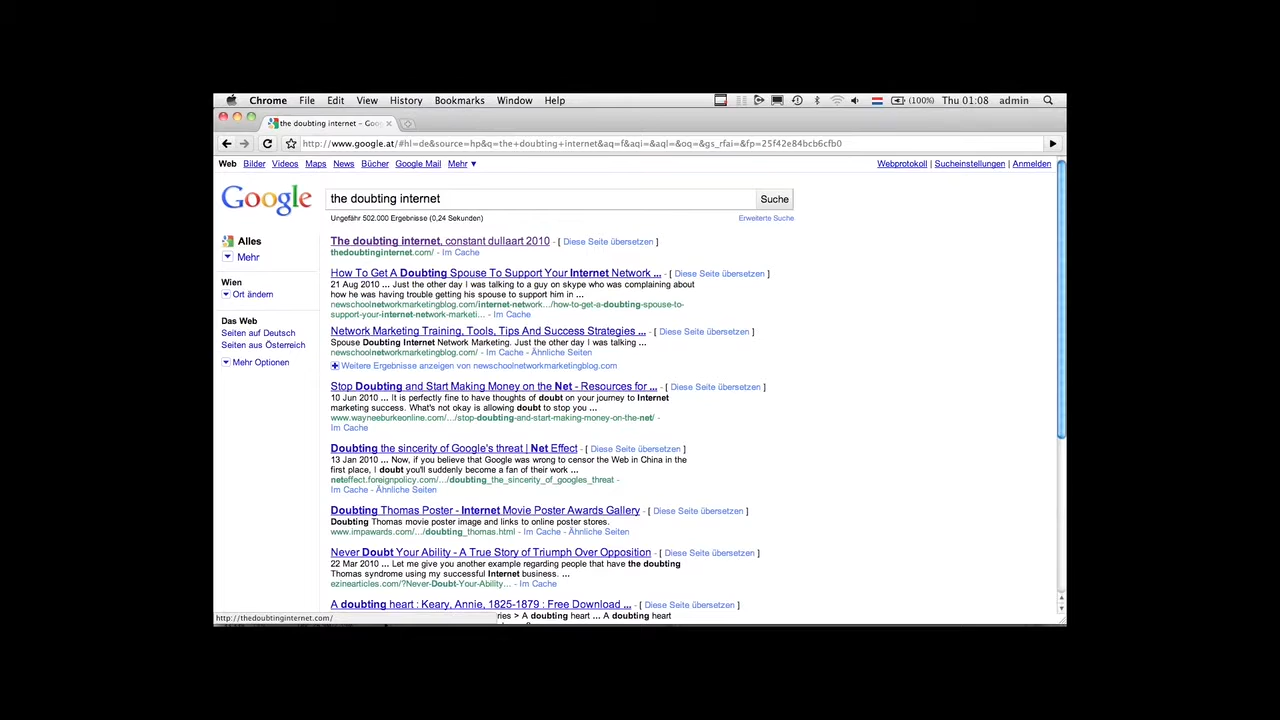 Chrome File Edit View History Bookmarks Window Help (100%) Thu 01:08 admin
the doubting internet - Goo
http://www.google.at/#hl=de&source=hp&q=the+doubting+internet&aq=f&aqi=&aql=&oq=&gs_rfai=&fp=25f42e84bcb6cfb0
Web Bilder Videos Maps News Bücher Google Mail Mehr ▼ Webprotokoll | Sucheinstellungen | Anmelden
Google the doubting internet Suche
Ungefähr 502.000 Ergebnisse (0,24 Sekunden) Erweiterte Suche
Alles
Mehr
Wien
Ort ändern
Das Web
Seiten auf Deutsch
Seiten aus Österreich
Mehr Optionen
The doubting internet, constant dullaart 2010 - [ Diese Seite übersetzen ]
thedoubtinginternet.com/ - Im Cache
How To Get A Doubting Spouse To Support Your Internet Network ... - [ Diese Seite übersetzen ]
21 Aug 2010 ... Just the other day I was talking to a guy on skype who was complaining about
how he was having trouble getting his spouse to support him in ...
newschoolnetworkmarketingblog.com/internet-network.../how-to-get-a-doubting-spouse-to-
support-your-internet-network-marketi... - Im Cache
Network Marketing Training, Tools, Tips And Success Strategies ... - [ Diese Seite übersetzen ]
Spouse Doubting Internet Network Marketing. Just the other day I was talking ...
newschoolnetworkmarketingblog.com/ - Im Cache - Ähnliche Seiten
Weitere Ergebnisse anzeigen von newschoolnetworkmarketingblog.com
Stop Doubting and Start Making Money on the Net - Resources for ... - [ Diese Seite übersetzen ]
10 Jun 2010 ... It is perfectly fine to have thoughts of doubt on your journey to Internet
marketing success. What's not okay is allowing doubt to stop you ...
www.wayneeburkeonline.com/.../stop-doubting-and-start-making-money-on-the-net/ -
Im Cache
Doubting the sincerity of Google's threat | Net Effect - [ Diese Seite übersetzen ]
13 Jan 2010 ... Now, if you believe that Google was wrong to censor the Web in China in the
first place, I doubt you'll suddenly become a fan of their work ...
neteffect.foreignpolicy.com/.../doubting_the_sincerity_of_googles_threat -
Im Cache - Ähnliche Seiten
Doubting Thomas Poster - Internet Movie Poster Awards Gallery - [ Diese Seite übersetzen ]
Doubting Thomas movie poster image and links to online poster stores.
www.impawards.com/.../doubting_thomas.html - Im Cache - Ähnliche Seiten
Never Doubt Your Ability - A True Story of Triumph Over Opposition - [ Diese Seite übersetzen ]
22 Mar 2010 ... Let me give you another example regarding people that have the doubting
Thomas syndrome using my successful Internet business. ...
ezinearticles.com/?Never-Doubt-Your-Ability... - Im Cache
A doubting heart : Keary, Annie, 1825-1879 : Free Download ... - [ Diese Seite übersetzen ]
ries > A doubting heart ... A doubting heart
http://thedoubtinginternet.com/